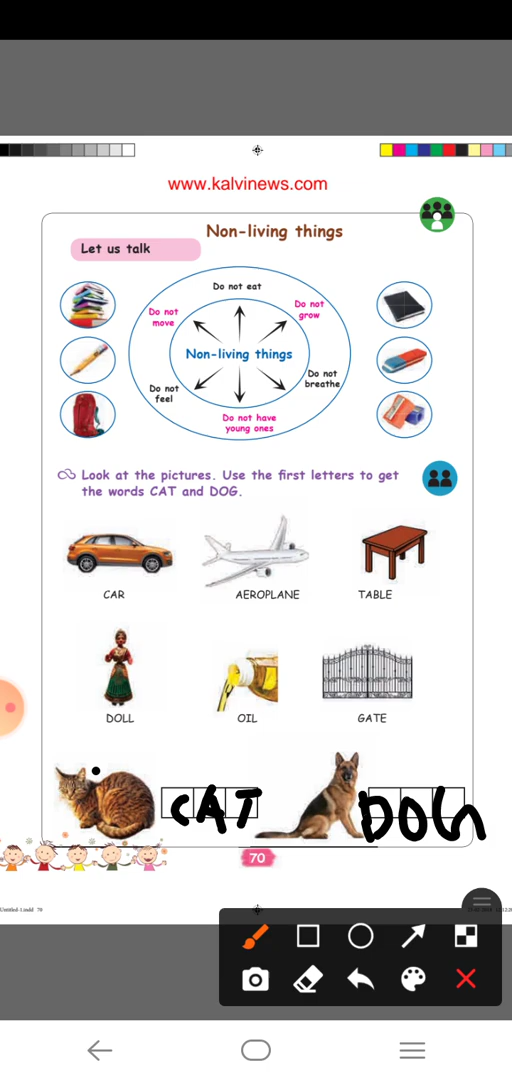 www.kalvinews.com
Non-living things
Let us talk
Do not eat
Do not move
Do not grow
Non-living things
Do not feel
Do not breathe
Do not have young ones
Look at the pictures. Use the first letters to get
the words CAT and DOG.
CAR AEROPLANE TABLE
DOLL OIL GATE
CAT DOG
70